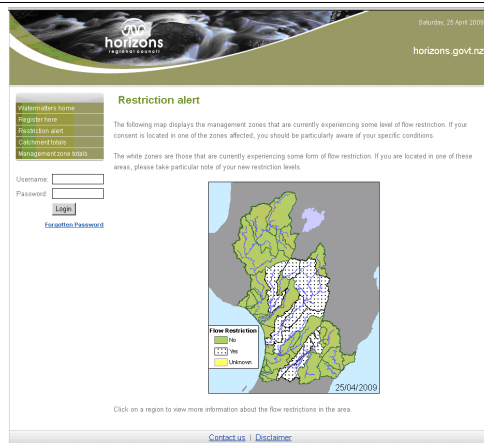 Saturday, 25 April 2009
horizons
regional council
horizons.govt.nz
Restriction alert
Watermatters home
Register here
Restriction alert
Catchment totals
Management zone totals
Username:
Password:
Login
Forgotten Password
The following map displays the management zones that are currently experiencing some level of flow restriction. If your
consent is located in one of the zones affected, you should be particularly aware of your specific conditions.
The white zones are those that are currently experiencing some form of flow restriction. If you are located in one of these
areas, please take particular note of your new restriction levels.
Flow Restriction
No
Yes
Unknown
25/04/2009
Click on a region to view more information about the flow restrictions in the area.
Contact us | Disclaimer